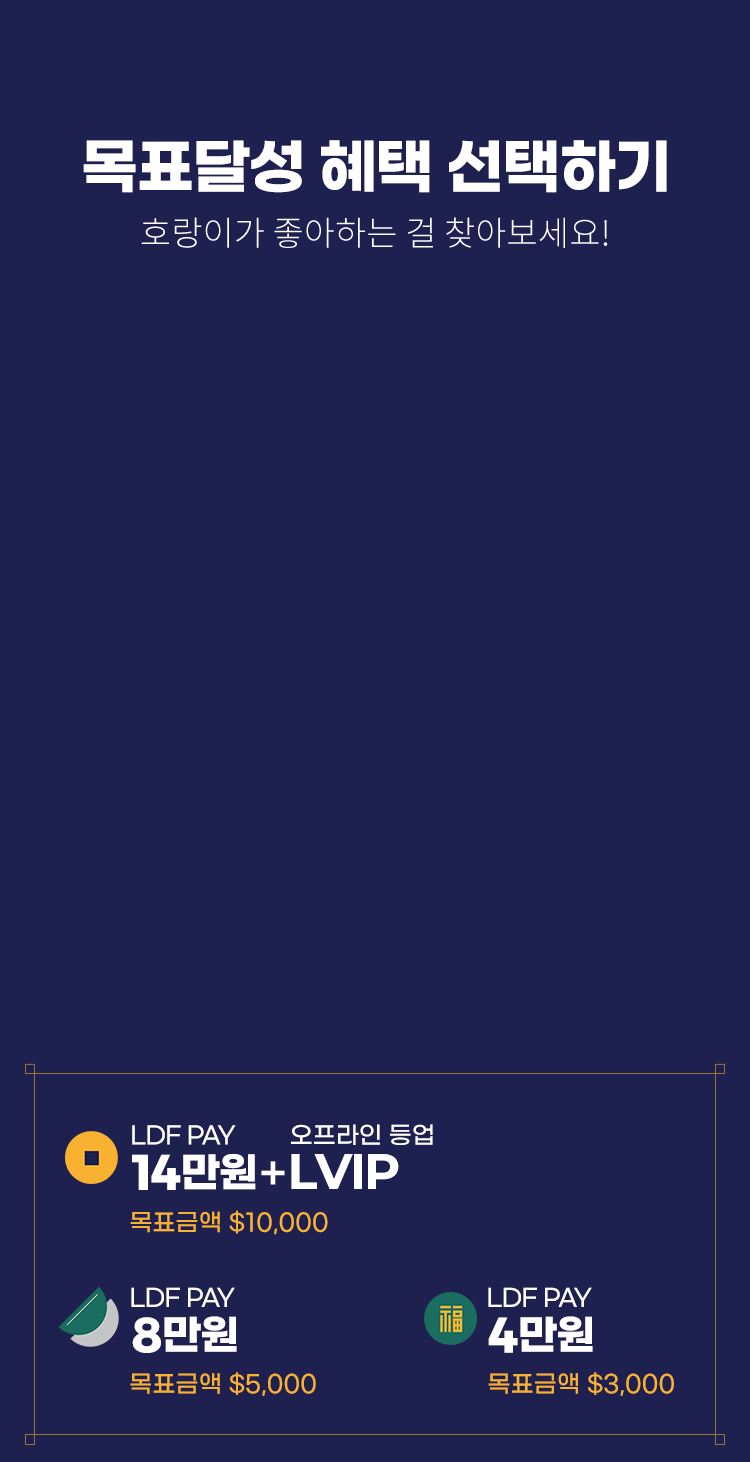 목표달성 혜택 선택하기
호랑이가 좋아하는 걸 찾아보세요!
LDF PAY 오프라인 등업
14만원+LVIP
목표금액 $10,000
LDF PAY
8만원
목표금액 $5,000
福
LDF PAY
4만원
목표금액 $3,000